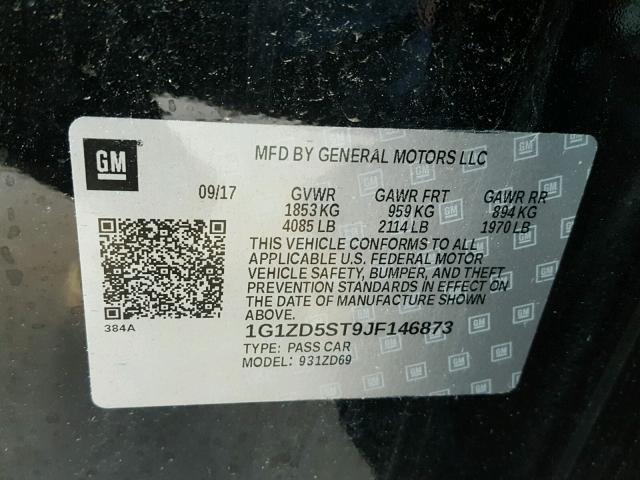 GM
MFD BY GENERAL MOTORS LLC
09/17 GVWR GAWR FRT GAWR RR
1853 KG 959 KG 894 KG
4085 LB 2114 LB 1970 LB
THIS VEHICLE CONFORMS TO ALL
APPLICABLE U.S. FEDERAL MOTOR
VEHICLE SAFETY, BUMPER, AND THEFT
PREVENTION STANDARDS IN EFFECT ON
THE DATE OF MANUFACTURE SHOWN
ABOVE.
384A
1G1ZD5ST9JF146873
TYPE: PASS CAR
MODEL: 931ZD69